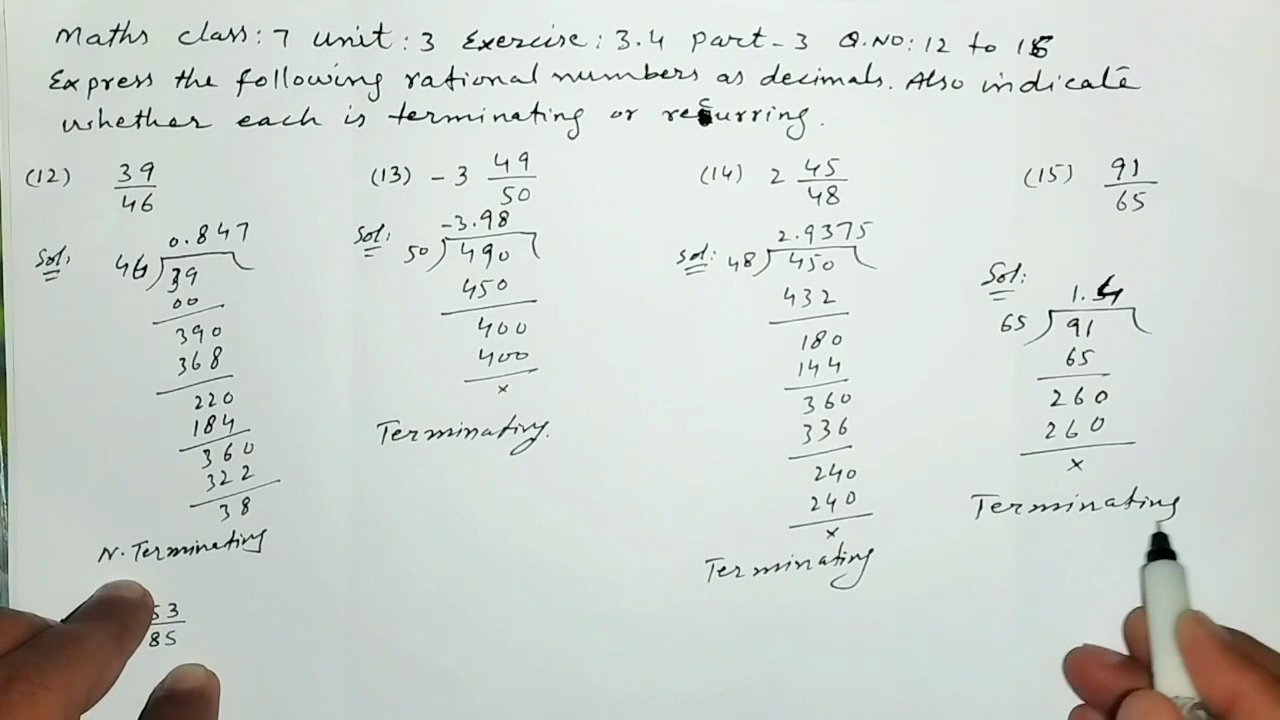 Maths class: 7 Unit: 3 Exercise: 3.4 Part-3 Q.NO: 12 to 15
Express the following rational numbers as decimals. Also indicate
whether each is terminating or recurring.
(12) 39/46
Sol:
0.847
46 39
00
390
368
220
184
360
322
38
N. Terminating
53/85
(13) -3 49/50
Sol:
-3.98
50 490
450
400
400
x
Terminating.
(14) 2 45/48
Sol:
2.9375
48 450
432
180
144
360
336
240
240
x
Terminating
(15) 91/65
Sol:
1.4
65 91
65
260
260
x
Terminating